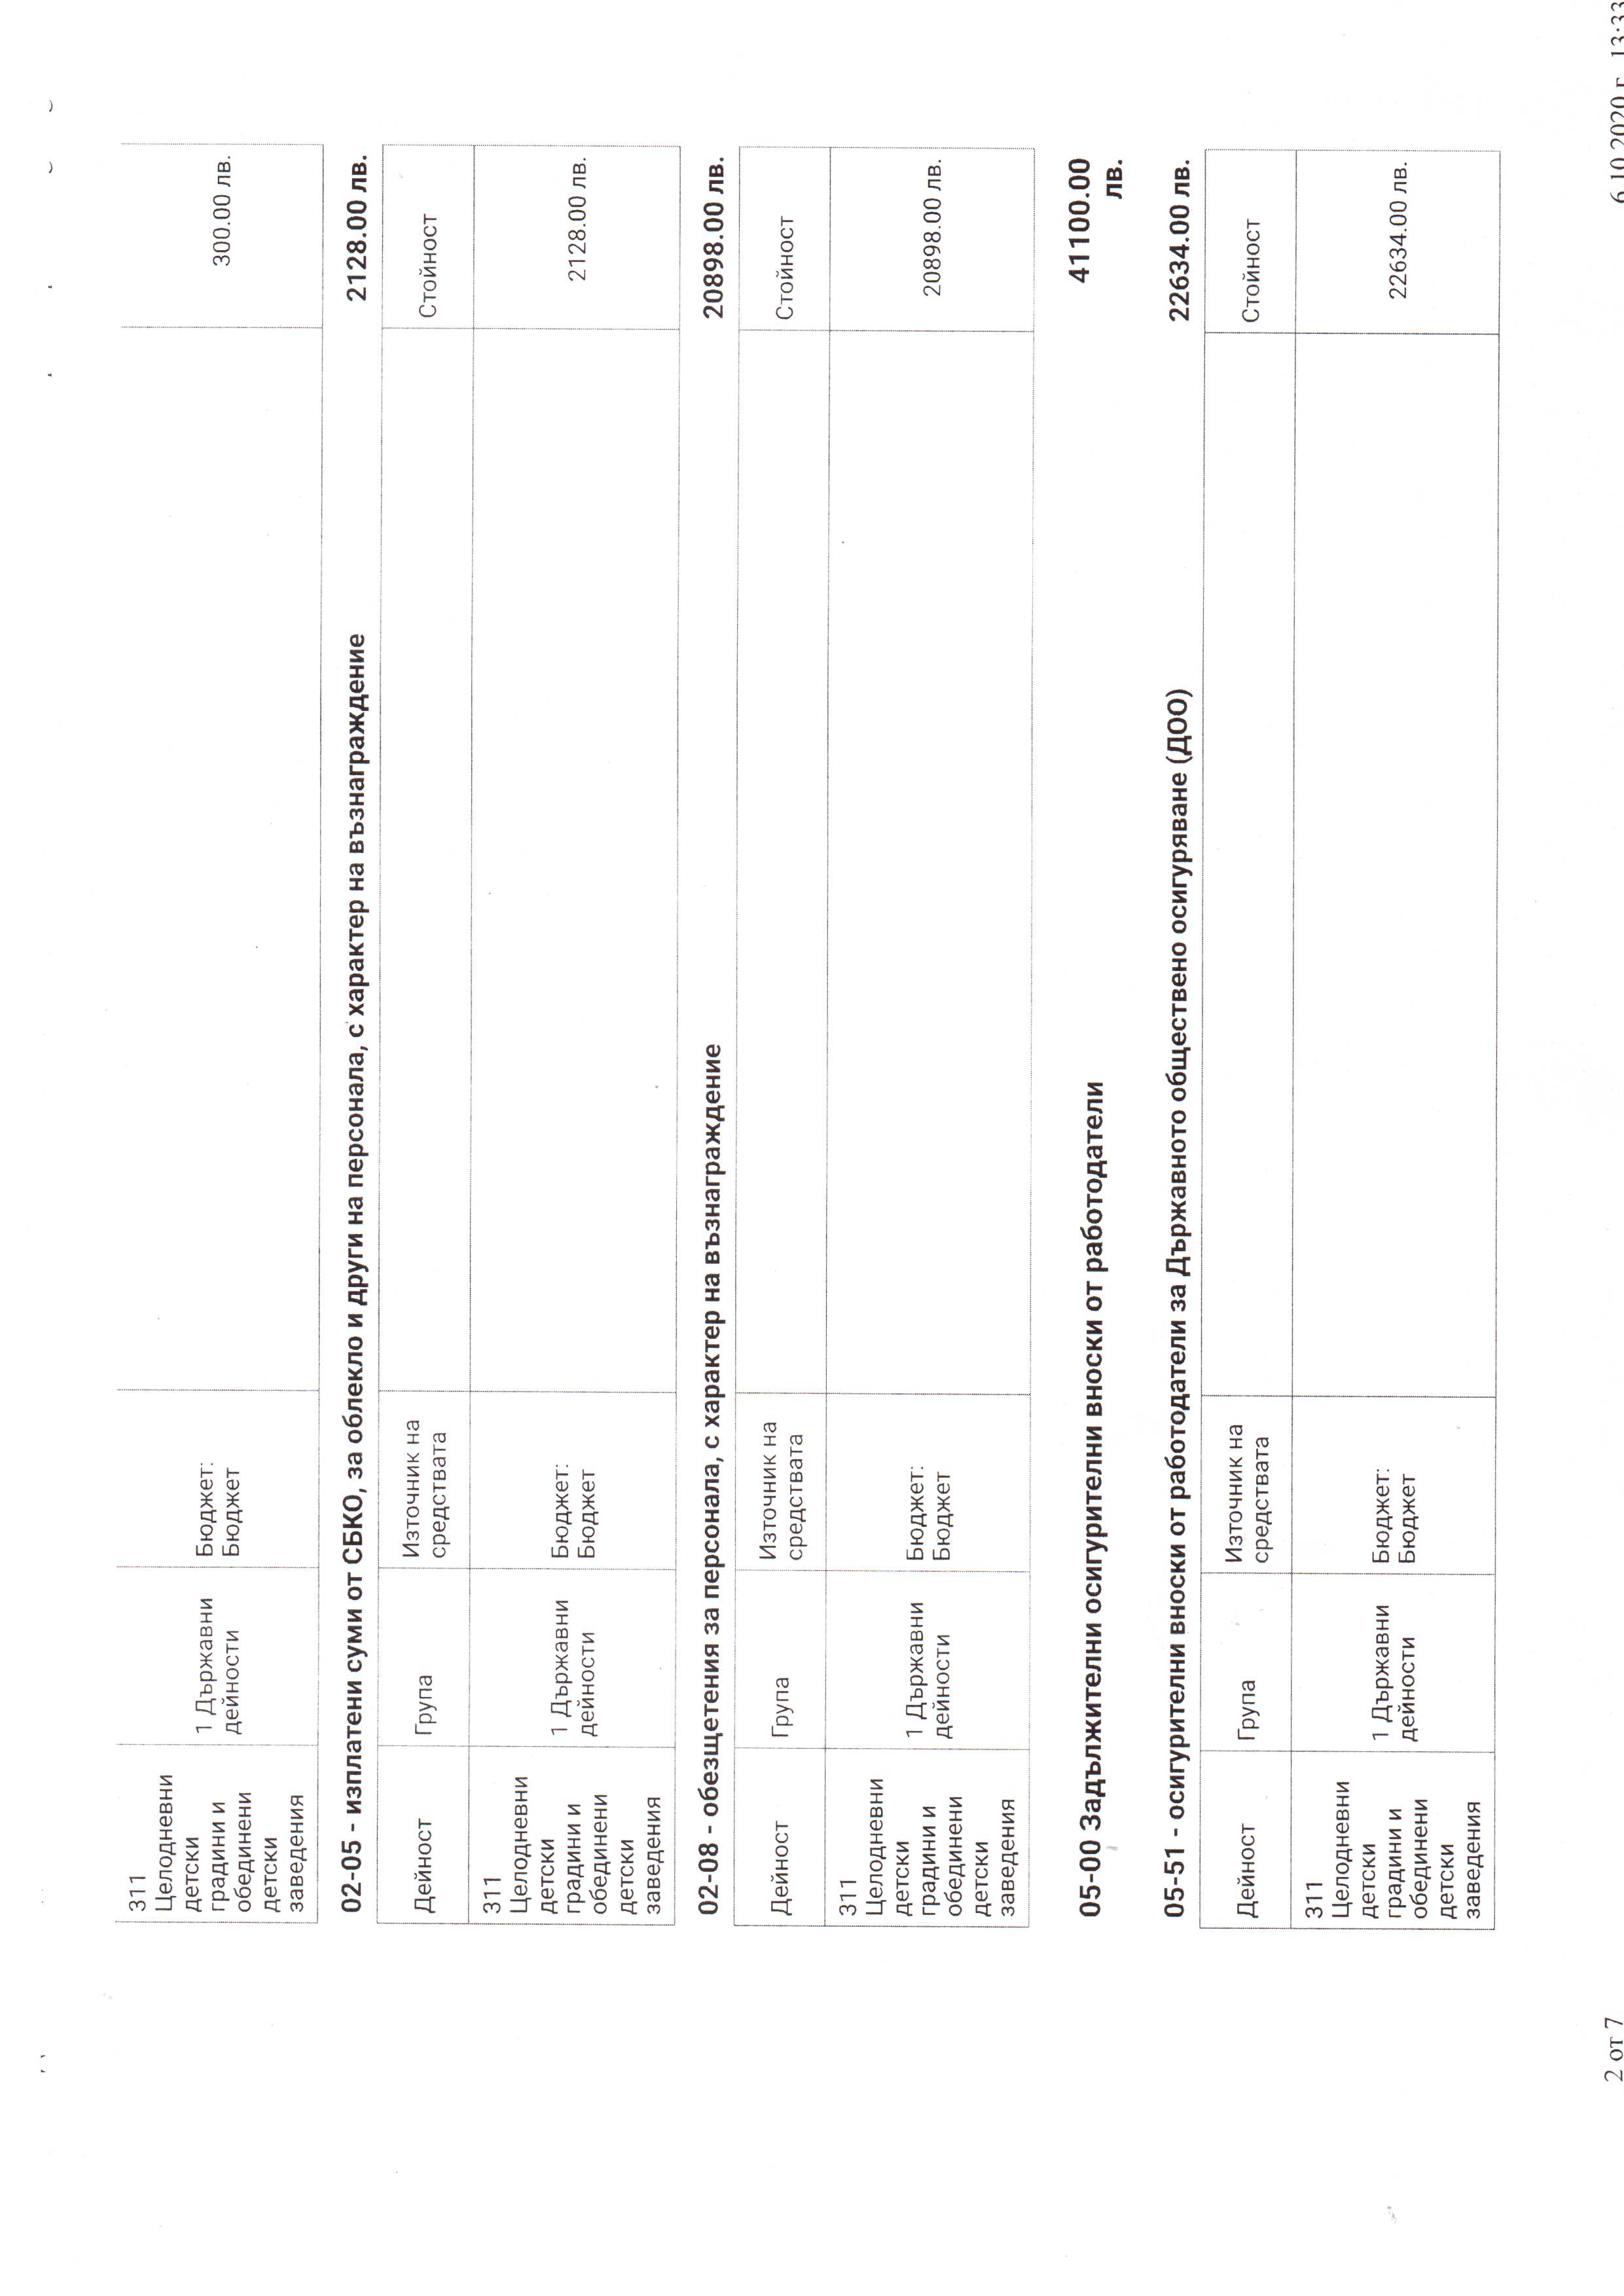 311
Целодневни
детски
градини и
обединени
детски
заведения
1 Държавни
дейности
Бюджет:
Бюджет
300.00 лв.
02-05 - изплатени суми от СБКО, за облекло и други на персонала, с характер на възнаграждение 2128.00 лв.
Дейност
Група
Източник на
средствата
Стойност
311
Целодневни
детски
градини и
обединени
детски
заведения
1 Държавни
дейности
Бюджет:
Бюджет
2128.00 лв.
02-08 - обезщетения за персонала, с характер на възнаграждение 20898.00 лв.
Дейност
Група
Източник на
средствата
Стойност
311
Целодневни
детски
градини и
обединени
детски
заведения
1 Държавни
дейности
Бюджет:
Бюджет
20898.00 лв.
05-00 Задължителни осигурителни вноски от работодатели
41100.00
лв.
05-51 - осигурителни вноски от работодатели за Държавното обществено осигуряване (ДОО) 22634.00 лв.
Дейност
Група
Източник на
средствата
Стойност
311
Целодневни
детски
градини и
обединени
детски
заведения
1 Държавни
дейности
Бюджет:
Бюджет
22634.00 лв.
2 от 7
6.10.2020 г., 13:33